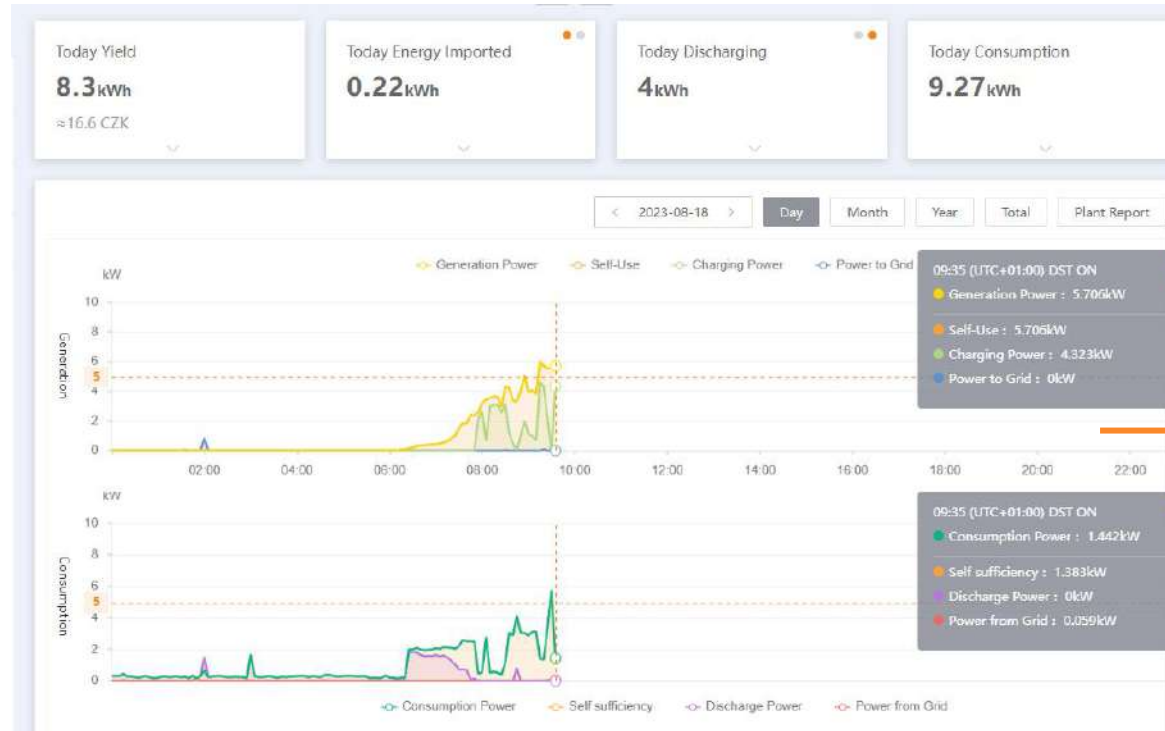 Today Yield
8.3kWh
≈16.6 CZK
Today Energy Imported
0.22kWh
Today Discharging
4kWh
Today Consumption
9.27kWh
< 2023-08-18 > Day Month Year Total Plant Report
Generation Power Self-Use Charging Power Power to Grid
kW
Generation
10
8
6
5
4
2
0
02:00 04:00 06:00 08:00 10:00 12:00 14:00 16:00 18:00 20:00 22:00
09:35 (UTC+01:00) DST ON
Generation Power : 5.706kW
Self-Use : 5.706kW
Charging Power : 4.323kW
Power to Grid : 0kW
kW
Consumption
10
8
6
5
4
2
0
09:35 (UTC+01:00) DST ON
Consumption Power : 1.442kW
Self sufficiency : 1.383kW
Discharge Power : 0kW
Power from Grid : 0.059kW
Consumption Power Self sufficiency Discharge Power Power from Grid